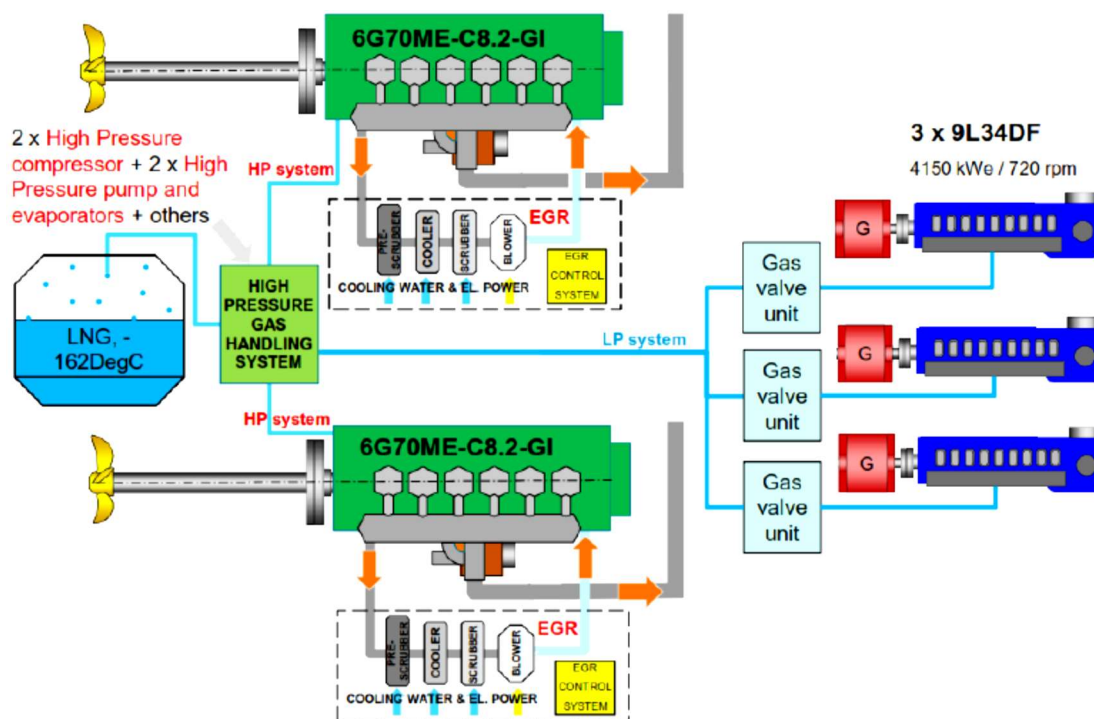 6G70ME-C8.2-GI
2 x High Pressure
compressor + 2 x High
Pressure pump and
evaporators + others
HP system
EGR
PRE-
SCRUBBER
COOLER
SCRUBBER
BLOWER
EGR
CONTROL
SYSTEM
COOLING WATER & EL. POWER
LNG, -
162DegC
HIGH
PRESSURE
GAS
HANDLING
SYSTEM
LP system
HP system
6G70ME-C8.2-GI
EGR
PRE-
SCRUBBER
COOLER
SCRUBBER
BLOWER
EGR
CONTROL
SYSTEM
COOLING WATER & EL. POWER
3 x 9L34DF
4150 kWe / 720 rpm
G
Gas
valve
unit
G
Gas
valve
unit
G
Gas
valve
unit